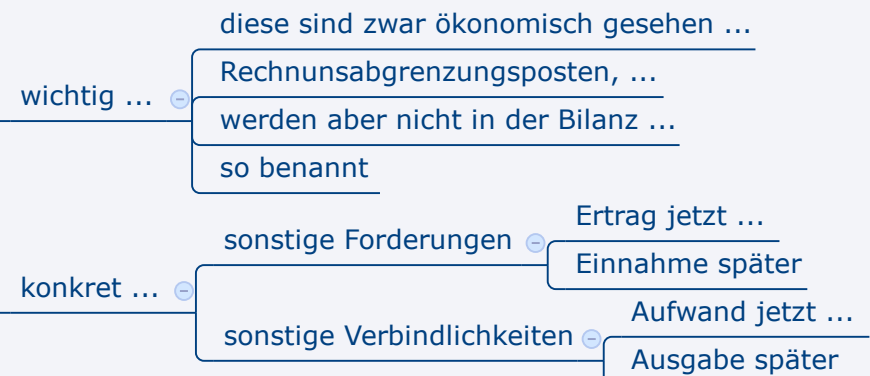 diese sind zwar ökonomisch gesehen ...
Rechnunsabgrenzungsposten, ...
wichtig ...
werden aber nicht in der Bilanz ...
so benannt
Ertrag jetzt ...
sonstige Forderungen
Einnahme später
konkret ...
Aufwand jetzt ...
sonstige Verbindlichkeiten
Ausgabe später